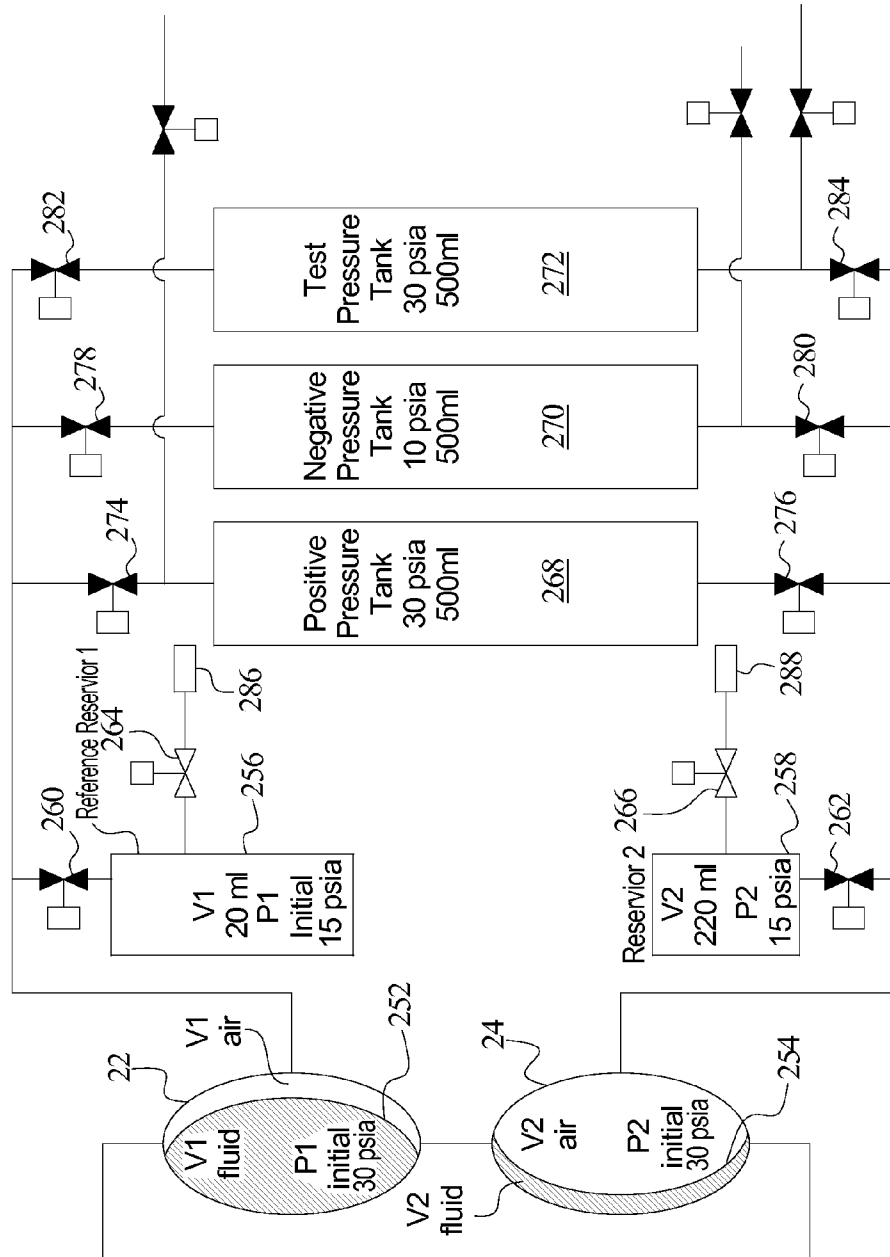 282
278
274
Reference Reservior 1
264
286
260
256
V1
20 ml
P1
Initial
15 psia
Test
Pressure
Tank
30 psia
500ml
272
Negative
Pressure
Tank
10 psia
500ml
270
Positive
Pressure
Tank
30 psia
500ml
268
284
280
276
288
266
258
262
Reservior 2
V2
220 ml
P2
15 psia
22
V1
air
252
V1
fluid
P1
initial
30 psia
24
254
V2
air
P2
initial
30 psia
V2
fluid